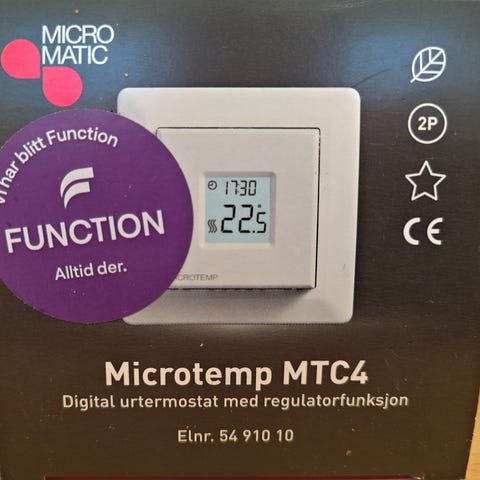 MICRO
MATIC
Vi har blitt Function
FUNCTION
Alltid der.
2P
CE
17:30
22.5
CROTEMP
Microtemp MTC4
Digital urtermostat med regulatorfunksjon
Elnr. 54 910 10